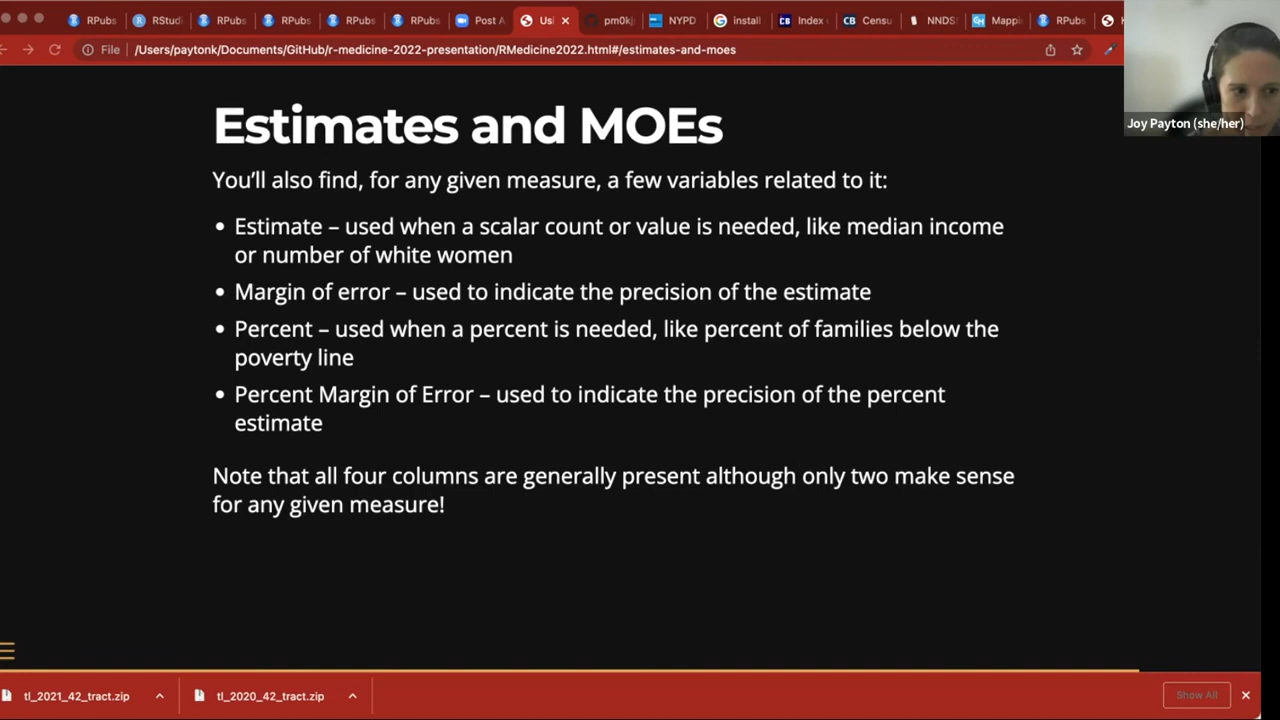 RPubs
RStudi
RPubs
RPubs
RPubs
RPubs
Post A
Usi
pm0kj
NYPD
install
Index
Censu
NNDS
Mappi
RPubs
File
/Users/paytonk/Documents/GitHub/r-medicine-2022-presentation/RMedicine2022.html#/estimates-and-moes
Joy Payton (she/her)
Estimates and MOEs
You’ll also find, for any given measure, a few variables related to it:
• Estimate – used when a scalar count or value is needed, like median income
or number of white women
• Margin of error – used to indicate the precision of the estimate
• Percent – used when a percent is needed, like percent of families below the
poverty line
• Percent Margin of Error – used to indicate the precision of the percent
estimate
Note that all four columns are generally present although only two make sense
for any given measure!
tl_2021_42_tract.zip
tl_2020_42_tract.zip
Show All